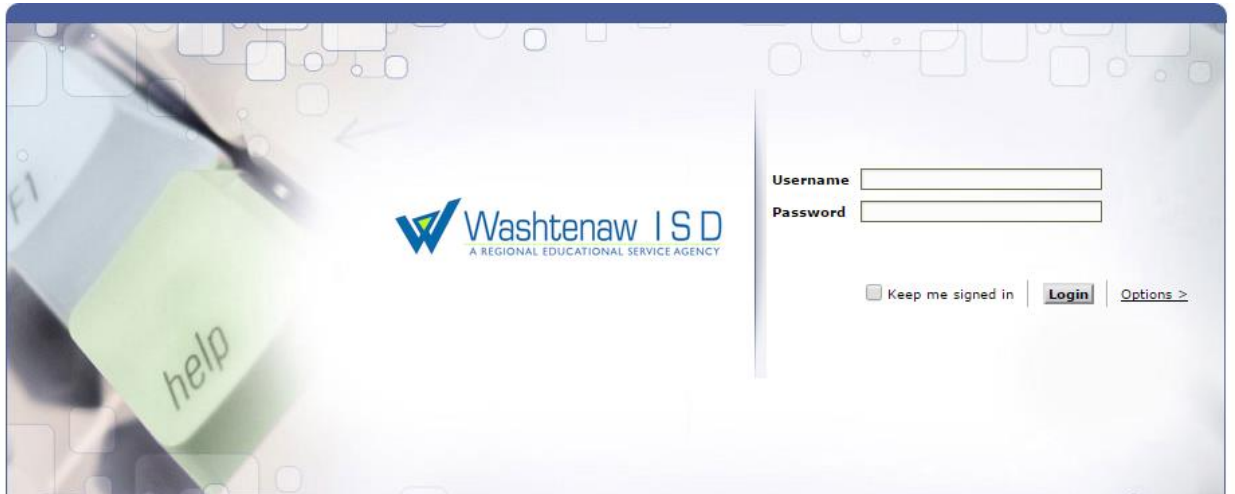 F1
help
Washtenaw ISD
A REGIONAL EDUCATIONAL SERVICE AGENCY
Username
Password
Keep me signed in
Login
Options >